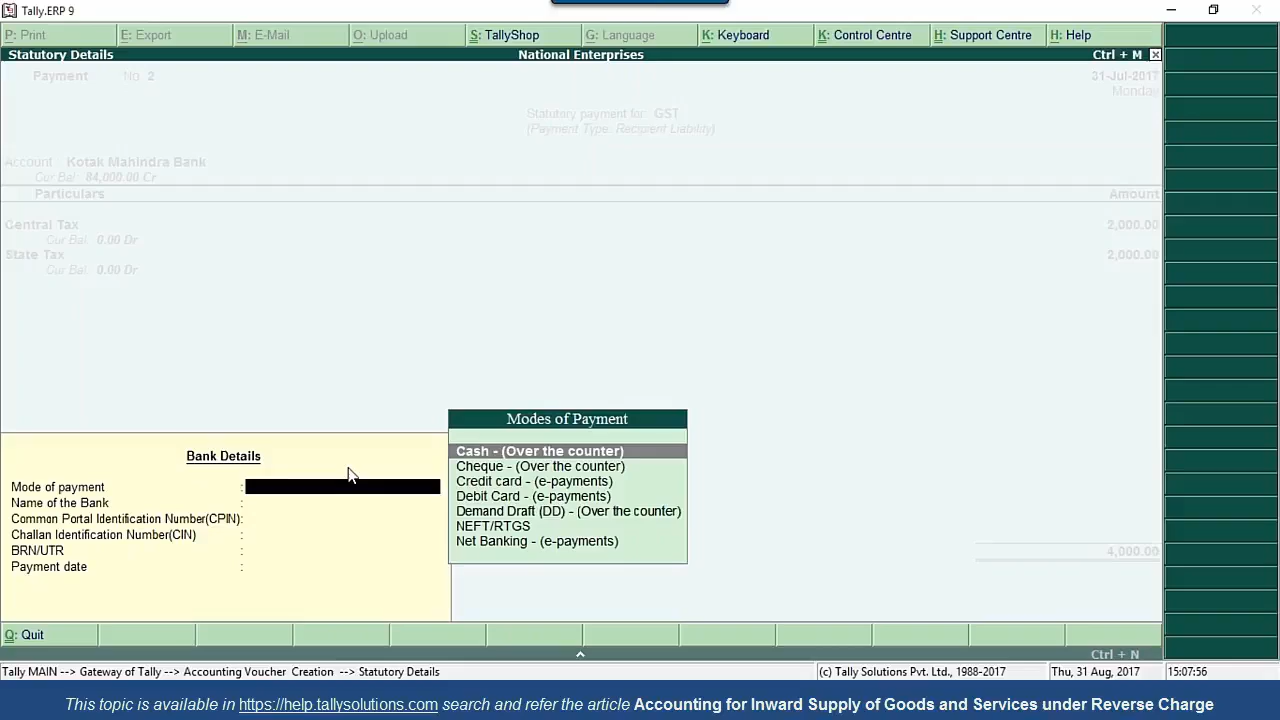 Tally.ERP 9
P: Print E: Export M: E-Mail O: Upload S: TallyShop G: Language K: Keyboard K: Control Centre H: Support Centre H: Help
Statutory Details National Enterprises Ctrl + M
Payment No. 2 31-Jul-2017
Monday
Statutory payment for: GST
(Payment Type: Recipient Liability)
Account : Kotak Mahindra Bank
Cur Bal: 84,000.00 Cr
Particulars Amount
Central Tax 2,000.00
Cur Bal: 0.00 Dr
State Tax 2,000.00
Cur Bal: 0.00 Dr
Modes of Payment
Cash - (Over the counter)
Cheque - (Over the counter)
Credit card - (e-payments)
Debit Card - (e-payments)
Demand Draft (DD) - (Over the counter)
NEFT/RTGS
Net Banking - (e-payments)
Bank Details
Mode of payment :
Name of the Bank :
Common Portal Identification Number(CPIN):
Challan Identification Number(CIN) :
BRN/UTR :
Payment date :
4,000.00
Q: Quit
Ctrl + N
Tally MAIN --> Gateway of Tally --> Accounting Voucher Creation --> Statutory Details (c) Tally Solutions Pvt. Ltd., 1988-2017 Thu, 31 Aug, 2017 15:07:56
This topic is available in https://help.tallysolutions.com search and refer the article Accounting for Inward Supply of Goods and Services under Reverse Charge